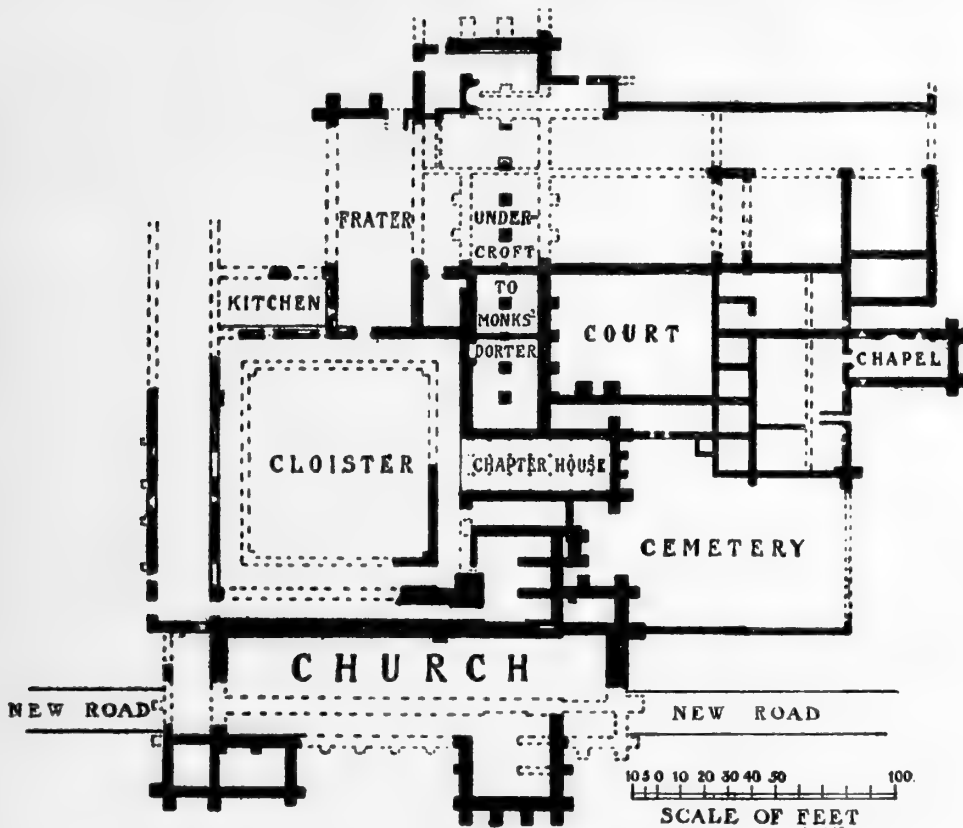 FRATER
UNDER-
CROFT
KITCHEN
TO
MONKS'
DORTER
COURT
CHAPEL
CLOISTER
CHAPTER HOUSE
CEMETERY
CHURCH
NEW ROAD
NEW ROAD
10 5 0 10 20 30 40 50 100.
SCALE OF FEET